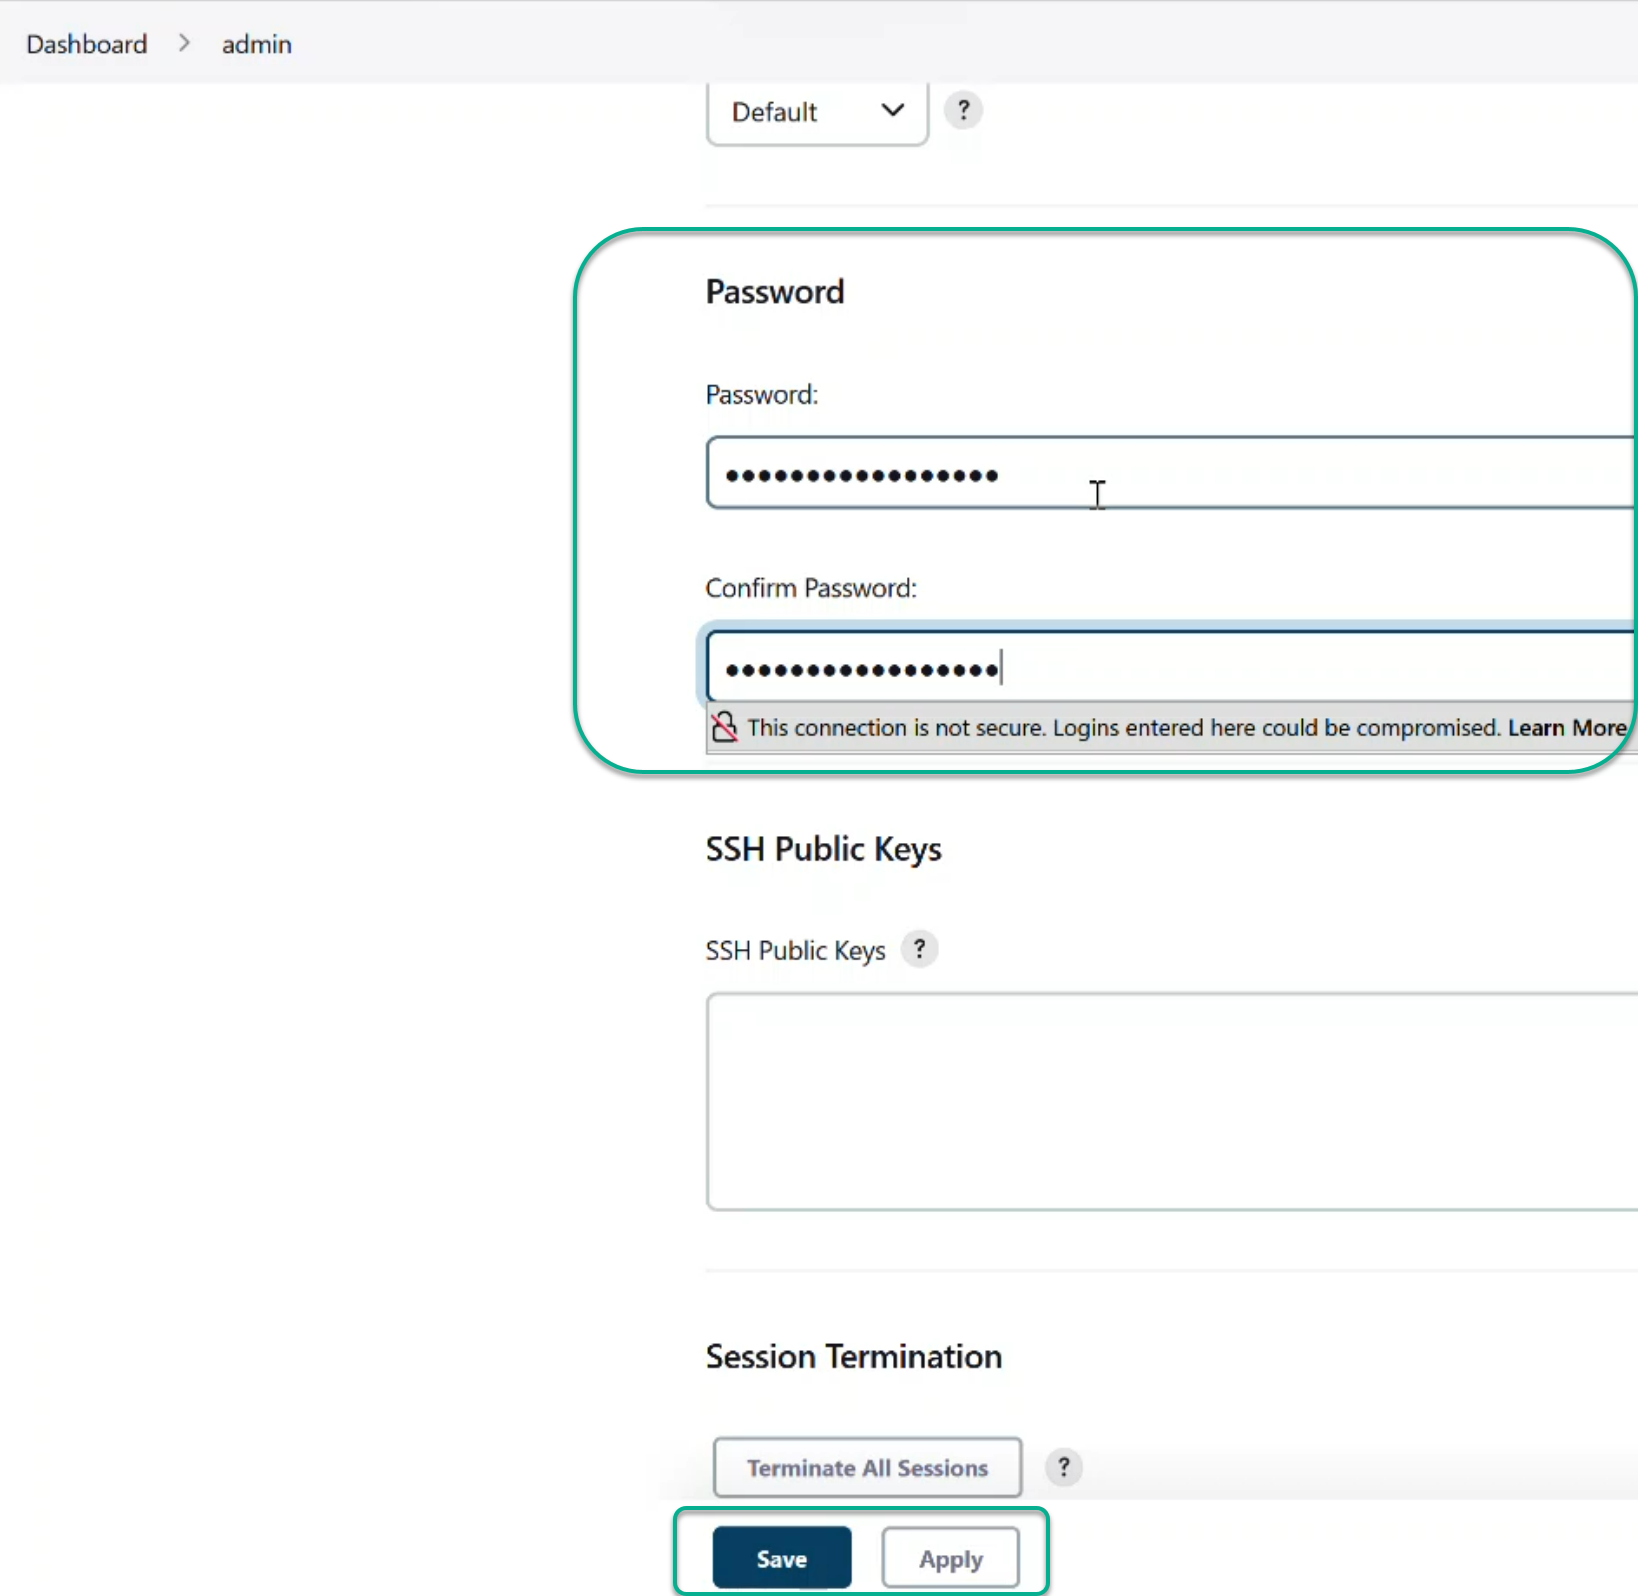 Dashboard > admin
Default ?
Password
Password:
•••••••••••••••••
Confirm Password:
•••••••••••••••••
This connection is not secure. Logins entered here could be compromised. Learn More
SSH Public Keys
SSH Public Keys ?
Session Termination
Terminate All Sessions ?
Save Apply